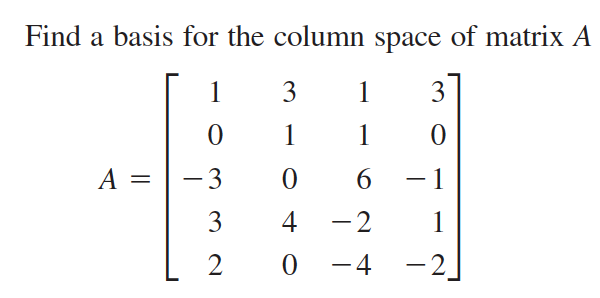 Find a basis for the column space of matrix A
1 3 1 3
0 1 1 0
A = −3 0 6 −1
3 4 −2 1
2 0 −4 −2